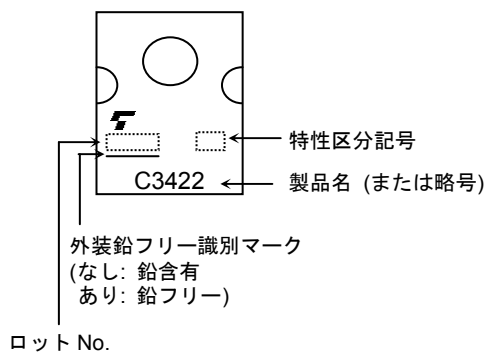 特性区分記号
C3422
製品名 (または略号)
外装鉛フリー識別マーク
(なし: 鉛含有
あり: 鉛フリー)
ロット No.